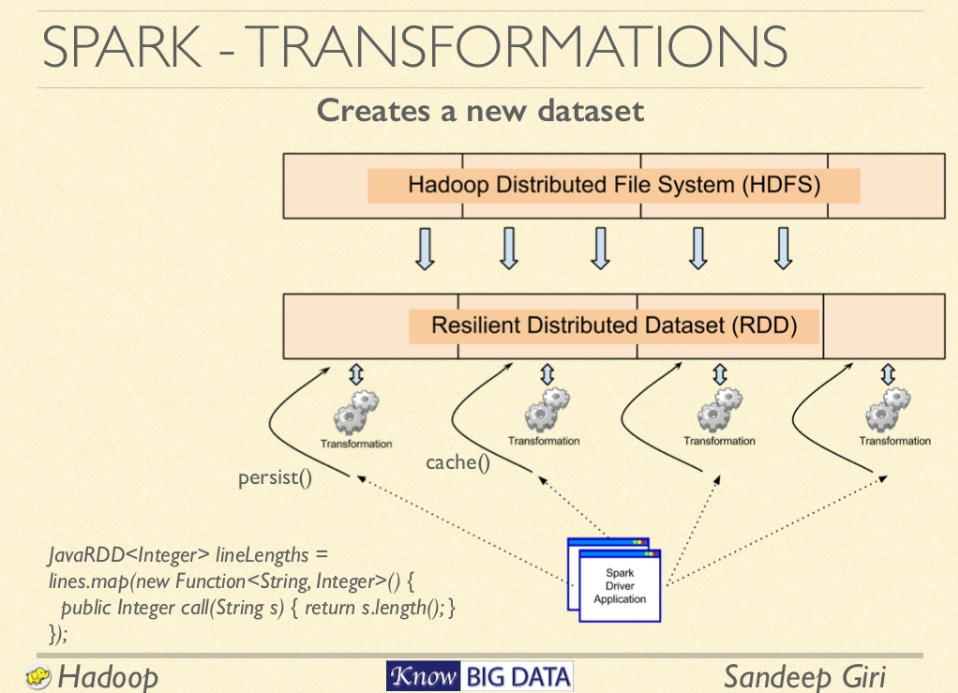 SPARK - TRANSFORMATIONS
Creates a new dataset
Hadoop Distributed File System (HDFS)
Resilient Distributed Dataset (RDD)
Transformation
Transformation
Transformation
Transformation
persist()
cache()
Spark
Driver
Application
JavaRDD<Integer> lineLengths =
lines.map(new Function<String, Integer>() {
public Integer call(String s) { return s.length(); }
});
Hadoop
Know BIG DATA
Sandeep Giri